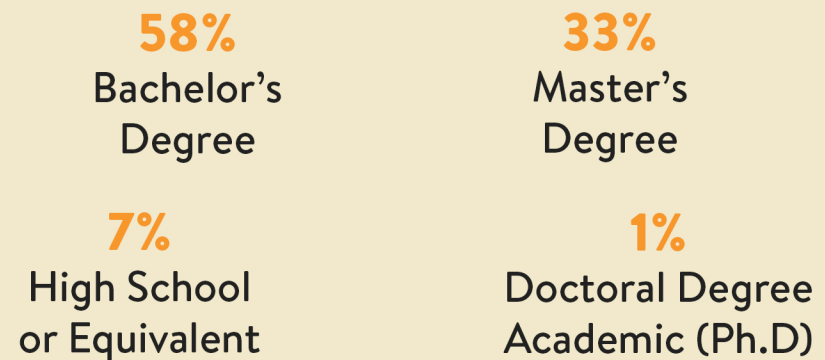 58%
Bachelor’s
Degree
33%
Master’s
Degree
7%
High School
or Equivalent
1%
Doctoral Degree
Academic (Ph.D)